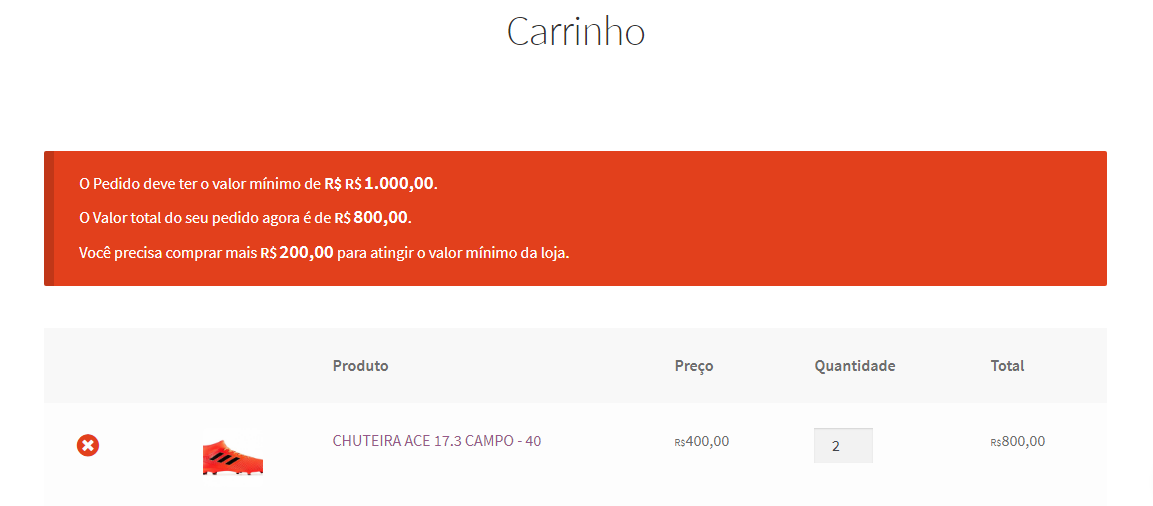 Carrinho
O Pedido deve ter o valor mínimo de R$ R$ 1.000,00.
O Valor total do seu pedido agora é de R$ 800,00.
Você precisa comprar mais R$ 200,00 para atingir o valor mínimo da loja.
Produto Preço Quantidade Total
CHUTEIRA ACE 17.3 CAMPO - 40 R$400,00 2 R$800,00